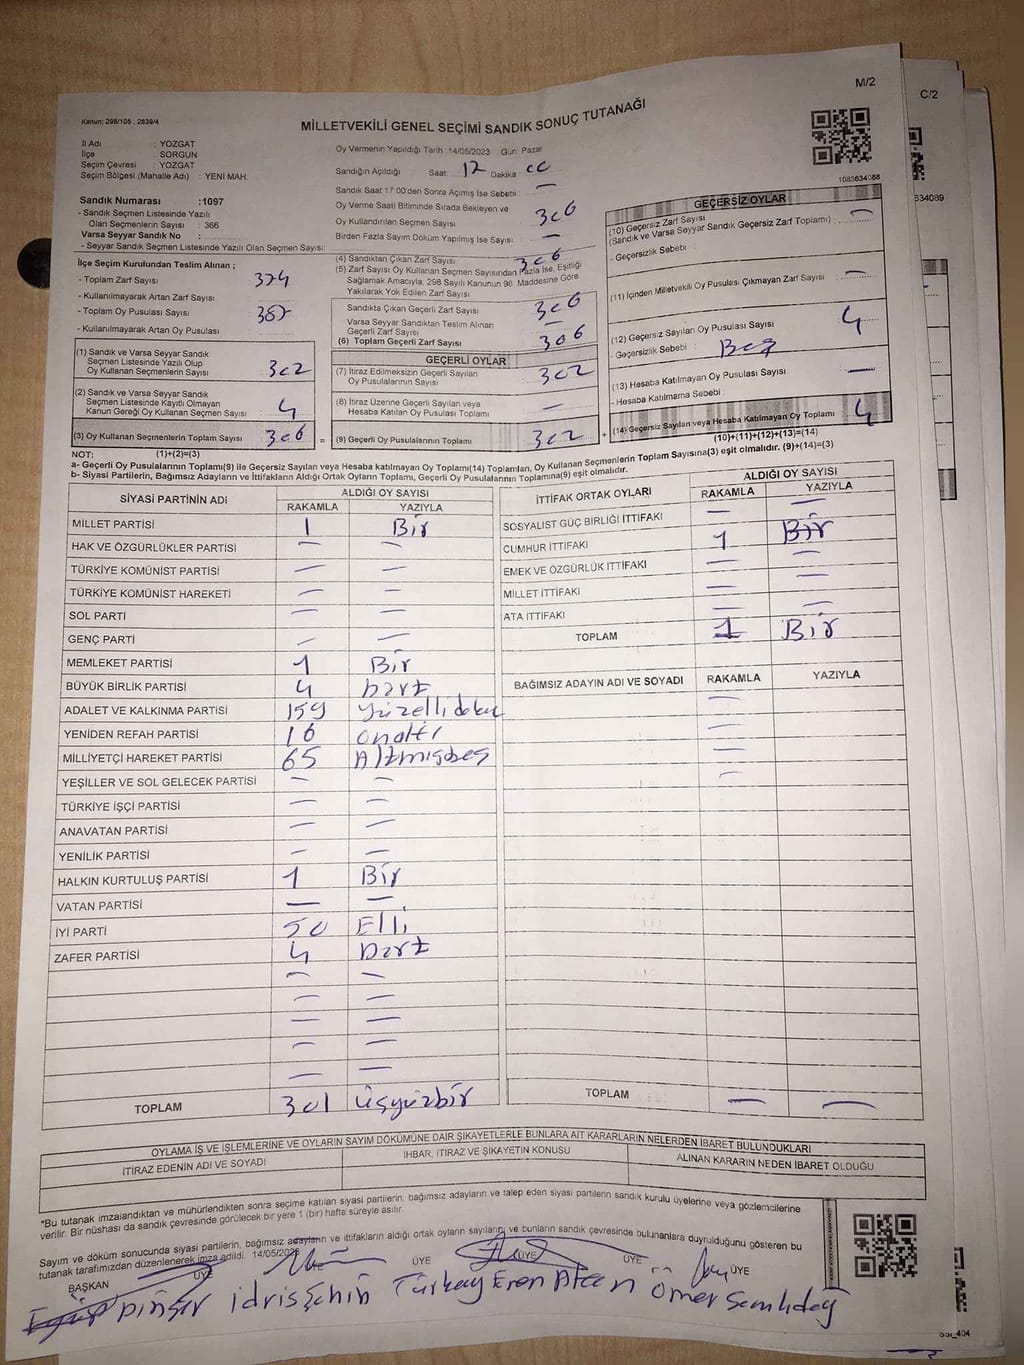 M/2
C/2
Kanun: 298/105 , 2839/4
MİLLETVEKİLİ GENEL SEÇİMİ SANDIK SONUÇ TUTANAĞI
İl Adı : YOZGAT
İlçe : SORGUN
Seçim Çevresi : YOZGAT
Seçim Bölgesi (Mahalle Adı) : YENİ MAH.
Oy Vermenin Yapıldığı Tarih :14/05/2023 Gün: Pazar
Sandığın Açıldığı Saat: 17 Dakika 00
Sandık Saat 17:00'den Sonra Açılmış İse Sebebi : —
1083634088
534089
Sandık Numarası :1097
- Sandık Seçmen Listesinde Yazılı
Olan Seçmenlerin Sayısı : 366
Varsa Seyyar Sandık No :
- Seyyar Sandık Seçmen Listesinde Yazılı Olan Seçmen Sayısı:
Oy Verme Saati Bitiminde Sırada Bekleyen ve
Oy Kullandırılan Seçmen Sayısı : 306
Birden Fazla Sayım Döküm Yapılmış İse Sayısı : —
İlçe Seçim Kurulundan Teslim Alınan ;
- Toplam Zarf Sayısı : 374
- Kullanılmayarak Artan Zarf Sayısı :
- Toplam Oy Pusulası Sayısı :
- Kullanılmayarak Artan Oy Pusulası :
(4) Sandıktan Çıkan Zarf Sayısı : 306
(5) Zarf Sayısı Oy Kullanan Seçmen Sayısından Fazla İse, Eşitliği
Sağlamak Amacıyla, 298 Sayılı Kanunun 98. Maddesine Göre
Yakılarak Yok Edilen Zarf Sayısı
Sandıkta Çıkan Geçerli Zarf Sayısı : 306
Varsa Seyyar Sandıktan Teslim Alınan
Geçerli Zarf Sayısı : —
(6) Toplam Geçerli Zarf Sayısı : 306
GEÇERSİZ OYLAR
(10) Geçersiz Zarf Sayısı
(Sandık ve Varsa Seyyar Sandık Geçersiz Zarf Toplamı) : —
- Geçersizlik Sebebi :
(11) İçinden Milletvekili Oy Pusulası Çıkmayan Zarf Sayısı : —
(12) Geçersiz Sayılan Oy Pusulası Sayısı : 4
- Geçersizlik Sebebi : Boş
(13) Hesaba Katılmayan Oy Pusulası Sayısı : —
- Hesaba Katılmama Sebebi :
(14) Geçersiz Sayılan veya Hesaba Katılmayan Oy Toplamı : 4
(10)+(11)+(12)+(13)=(14)
(1) Sandık ve Varsa Seyyar Sandık
Seçmen Listesinde Yazılı Olup
Oy Kullanan Seçmenlerin Sayısı : 302
(2) Sandık ve Varsa Seyyar Sandık
Seçmen Listesinde Kayıtlı Olmayan
Kanun Gereği Oy Kullanan Seçmen Sayısı : 4
(3) Oy Kullanan Seçmenlerin Toplam Sayısı : 306
GEÇERLİ OYLAR
(7) İtiraz Edilmeksizin Geçerli Sayılan
Oy Pusulalarının Sayısı : 302
(8) İtiraz Üzerine Geçerli Sayılan veya
Hesaba Katılan Oy Pusulası Toplamı : —
= (9) Geçerli Oy Pusulalarının Toplamı : 302 +
NOT: (1)+(2)=(3)
a- Geçerli Oy Pusulalarının Toplamı(9) ile Geçersiz Sayılan veya Hesaba katılmayan Oy Toplamı(14) Toplamları, Oy Kullanan Seçmenlerin Toplam Sayısına(3) eşit olmalıdır. (9)+(14)=(3)
b- Siyasi Partilerin, Bağımsız Adayların ve İttifakların Aldığı Ortak Oyların Toplamı, Geçerli Oy Pusulalarının Toplamına(9) eşit olmalıdır.
SİYASİ PARTİNİN ADI ALDIĞI OY SAYISI
RAKAMLA YAZIYLA
MİLLET PARTİSİ 1 Bir
HAK VE ÖZGÜRLÜKLER PARTİSİ — —
TÜRKİYE KOMÜNİST PARTİSİ — —
TÜRKİYE KOMÜNİST HAREKETİ — —
SOL PARTİ — —
GENÇ PARTİ — —
MEMLEKET PARTİSİ 1 Bir
BÜYÜK BİRLİK PARTİSİ 4 Dört
ADALET VE KALKINMA PARTİSİ 159 Yüzellidokuz
YENİDEN REFAH PARTİSİ 16 onaltı
MİLLİYETÇİ HAREKET PARTİSİ 65 Altmışbeş
YEŞİLLER VE SOL GELECEK PARTİSİ — —
TÜRKİYE İŞÇİ PARTİSİ — —
ANAVATAN PARTİSİ — —
YENİLİK PARTİSİ — —
HALKIN KURTULUŞ PARTİSİ 1 Bir
VATAN PARTİSİ — —
İYİ PARTİ 50 Elli
ZAFER PARTİSİ 4 Dört
— —
— —
— —
— —
— —
TOPLAM 301 üçyüzbir
İTTİFAK ORTAK OYLARI ALDIĞI OY SAYISI
RAKAMLA YAZIYLA
SOSYALİST GÜÇ BİRLİĞİ İTTİFAKI — —
CUMHUR İTTİFAKI 1 Bir
EMEK VE ÖZGÜRLÜK İTTİFAKI — —
MİLLET İTTİFAKI — —
ATA İTTİFAKI — —
TOPLAM 1 Bir
BAĞIMSIZ ADAYIN ADI VE SOYADI RAKAMLA YAZIYLA
—
—
—
—
TOPLAM — —
OYLAMA İŞ VE İŞLEMLERİNE VE OYLARIN SAYIM DÖKÜMÜNE DAİR ŞİKAYETLERLE BUNLARA AİT KARARLARIN NELERDEN İBARET BULUNDUKLARI
İTİRAZ EDENİN ADI VE SOYADI İHBAR, İTİRAZ VE ŞİKAYETİN KONUSU ALINAN KARARIN NEDEN İBARET OLDUĞU
*Bu tutanak imzalandıktan ve mühürlendikten sonra seçime katılan siyasi partilerin, bağımsız adayların ve talep eden siyasi partilerin sandık kurulu üyelerine veya gözlemcilerine
verilir. Bir nüshası da sandık çevresinde görülecek bir yere 1 (bir) hafta süreyle asılır.
Sayım ve döküm sonucunda siyasi partilerin, bağımsız adayların ve ittifakların aldığı ortak oyların sayılarını ve bunların sandık çevresinde bulunanlara duyrulduğunu gösteren bu
tutanak tarafımızdan düzenlenerek imza edildi. 14/05/2023
BAŞKAN ÜYE ÜYE ÜYE ÜYE ÜYE ÜYE
idris Şahin Türkay Eren Ömer
404